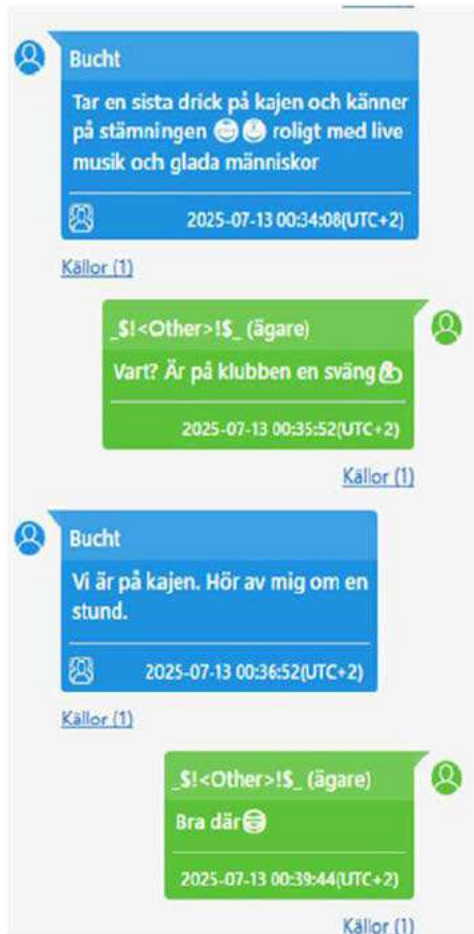 Bucht
Tar en sista drick på kajen och känner
på stämningen 😁😁 roligt med live
musik och glada människor
2025-07-13 00:34:08(UTC+2)
Källor (1)
_$!<Other>!$_ (ägare)
Vart? Är på klubben en sväng
2025-07-13 00:35:52(UTC+2)
Källor (1)
Bucht
Vi är på kajen. Hör av mig om en
stund.
2025-07-13 00:36:52(UTC+2)
Källor (1)
_$!<Other>!$_ (ägare)
Bra där
2025-07-13 00:39:44(UTC+2)
Källor (1)